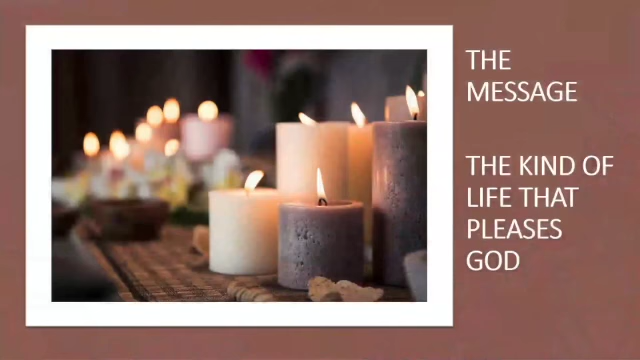 THE
MESSAGE
THE KIND OF
LIFE THAT
PLEASES
GOD